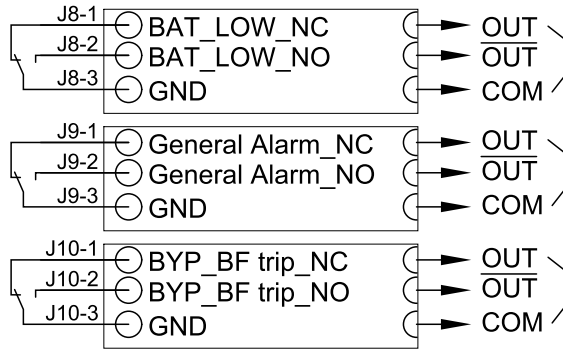 J8-1 BAT_LOW_NC OUT
J8-2 BAT_LOW_NO OUT
J8-3 GND COM
J9-1 General Alarm_NC OUT
J9-2 General Alarm_NO OUT
J9-3 GND COM
J10-1 BYP_BF trip_NC OUT
J10-2 BYP_BF trip_NO OUT
J10-3 GND COM